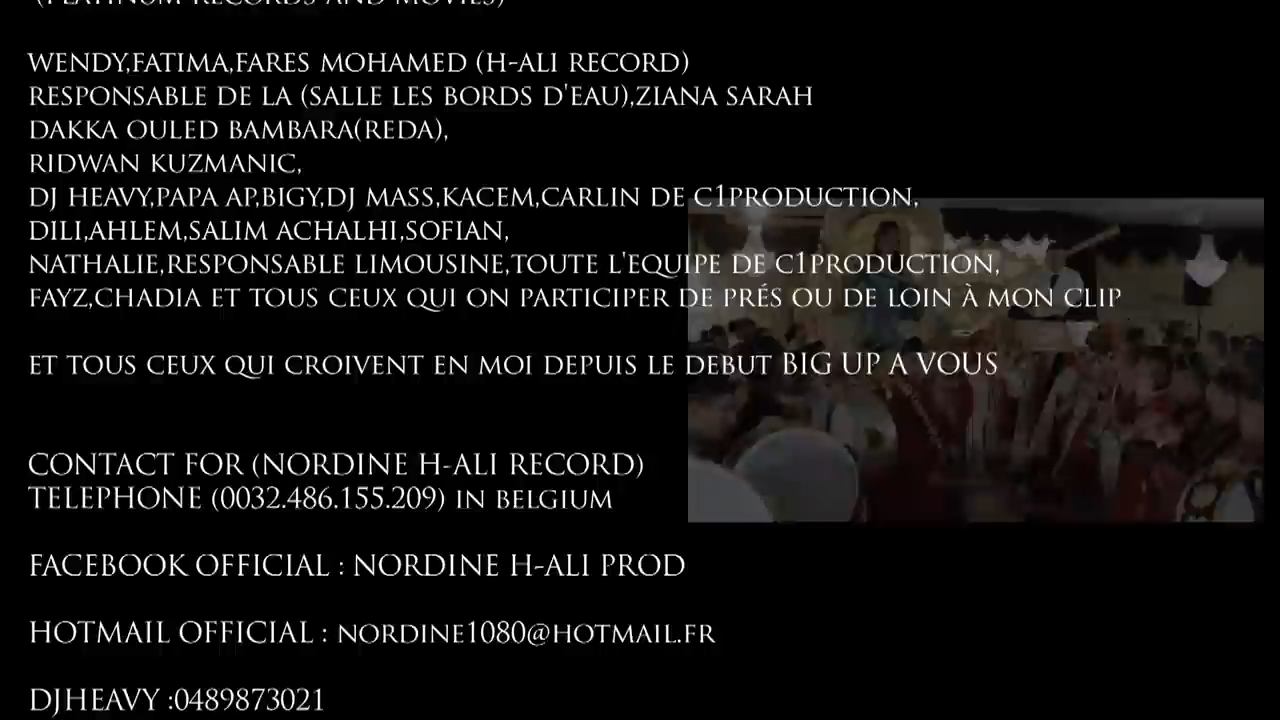 (PLATINUM RECORDS AND MOVIES)
WENDY,FATIMA,FARES MOHAMED (H-ALI RECORD)
RESPONSABLE DE LA (SALLE LES BORDS D'EAU),ZIANA SARAH
DAKKA OULED BAMBARA(REDA),
RIDWAN KUZMANIC,
DJ HEAVY,PAPA AP,BIGY,DJ MASS,KACEM,CARLIN DE C1PRODUCTION,
DILI,AHLEM,SALIM ACHALHI,SOFIAN,
NATHALIE,RESPONSABLE LIMOUSINE,TOUTE L'EQUIPE DE C1PRODUCTION,
FAYZ,CHADIA ET TOUS CEUX QUI ON PARTICIPER DE PRÉS OU DE LOIN À MON CLIP
ET TOUS CEUX QUI CROIVENT EN MOI DEPUIS LE DEBUT BIG UP A VOUS
CONTACT FOR (NORDINE H-ALI RECORD)
TELEPHONE (0032.486.155.209) IN BELGIUM
FACEBOOK OFFICIAL : NORDINE H-ALI PROD
HOTMAIL OFFICIAL : NORDINE1080@HOTMAIL.FR
DJHEAVY :0489873021